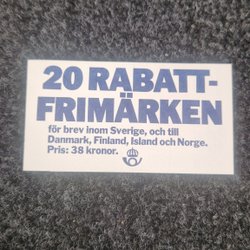 20 RABATT-
FRIMÄRKEN
för brev inom Sverige, och till
Danmark, Finland, Island och Norge.
Pris: 38 kronor.